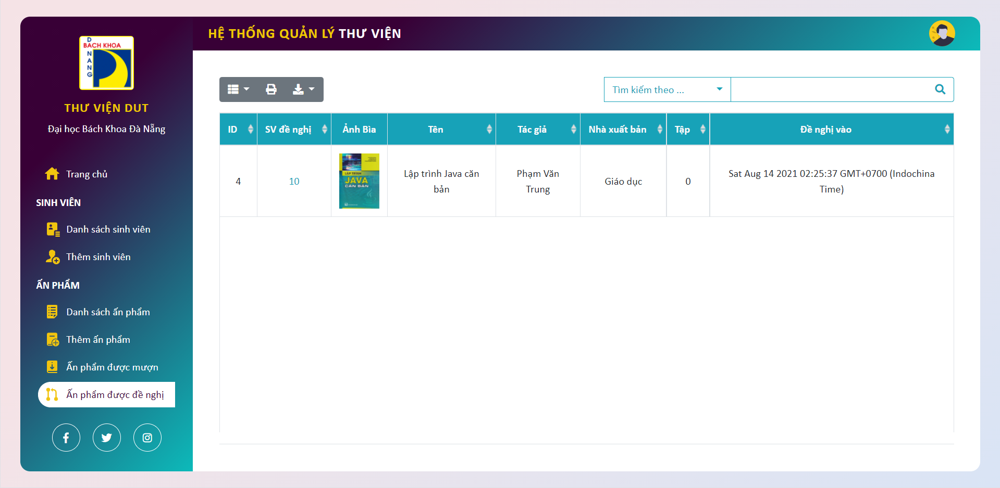 D
BÁCH KHOA
NANG
THƯ VIỆN DUT
Đại học Bách Khoa Đà Nẵng
Trang chủ
SINH VIÊN
Danh sách sinh viên
Thêm sinh viên
ẤN PHẨM
Danh sách ấn phẩm
Thêm ấn phẩm
Ấn phẩm được mượn
Ấn phẩm được đề nghị
HỆ THỐNG QUẢN LÝ THƯ VIỆN
Tìm kiếm theo ...
ID SV đề nghị Ảnh Bìa Tên Tác giả Nhà xuất bản Tập Đề nghị vào
LẬP TRÌNH
JAVA
CĂN BẢN
4 10 Lập trình Java căn bản Phạm Văn Trung Giáo dục 0 Sat Aug 14 2021 02:25:37 GMT+0700 (Indochina Time)